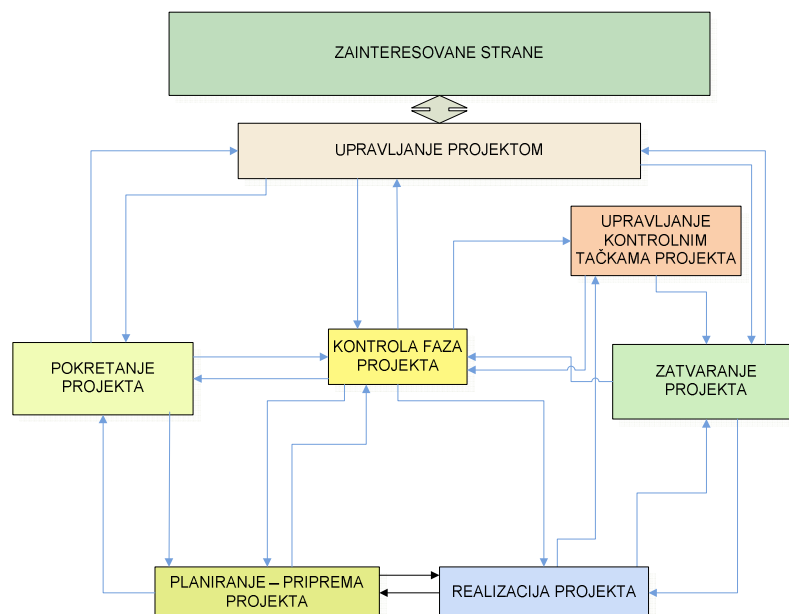 ZAINTERESOVANE STRANE
UPRAVLJANJE PROJEKTOM
UPRAVLJANJE
KONTROLNIM
TAČKAMA PROJEKTA
KONTROLA FAZA
PROJEKTA
POKRETANJE
PROJEKTA
ZATVARANJE
PROJEKTA
PLANIRANJE – PRIPREMA
PROJEKTA
REALIZACIJA PROJEKTA